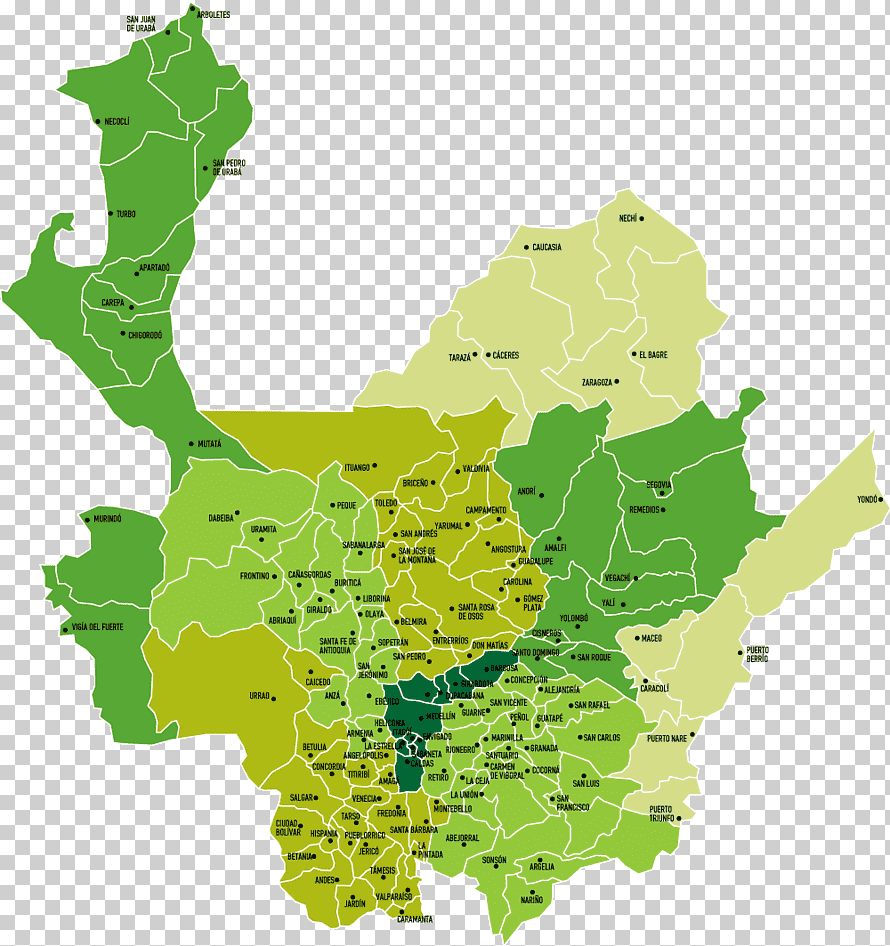 SAN JUAN
DE URABÁ
ARBOLETES
NECOCLÍ
SAN PEDRO
DE URABÁ
TURBO
NECHÍ
CAUCASIA
APARTADÓ
CAREPA
CHIGORODÓ
TARAZÁ
CÁCERES
EL BAGRE
ZARAGOZA
MUTATÁ
ITUANGO
VALDIVIA
BRICEÑO
SEGOVIA
ANORÍ
YONDÓ
PEQUE
TOLEDO
CAMPAMENTO
REMEDIOS
MURINDÓ
DABEIBA
URAMITA
YARUMAL
SAN ANDRÉS
SABANALARGA
SAN JOSÉ DE
LA MONTAÑA
ANGOSTURA
AMALFI
GUADALUPE
FRONTINO
CAÑASGORDAS
BURITICÁ
CAROLINA
VEGACHÍ
LIBORINA
GIRALDO
GÓMEZ
PLATA
YALÍ
ABRIAQUÍ
OLAYA
SANTA ROSA
DE OSOS
BELMIRA
YOLOMBÓ
VIGÍA DEL FUERTE
SANTA FE DE
ANTIOQUIA
SOPETRÁN
ENTRERRÍOS
CISNEROS
MACEO
DON MATÍAS
SAN PEDRO
SANTO DOMINGO
SAN ROQUE
PUERTO
BERRÍO
SAN
JERÓNIMO
BARBOSA
CAICEDO
CONCEPCIÓN
GIRARDOTA
CARACOLÍ
URRAO
ANZÁ
EBÉJICO
COPACABANA
ALEJANDRÍA
SAN VICENTE
SAN RAFAEL
GUARNE
MEDELLÍN
PEÑOL
GUATAPÉ
HELICONIA
ARMENIA
ITAGÜÍ
ENVIGADO
MARINILLA
SAN CARLOS
PUERTO NARE
BETULIA
LA ESTRELLA
SABANETA
RIONEGRO
GRANADA
ANGELÓPOLIS
CALDAS
SANTUARIO
CONCORDIA
TITIRIBÍ
AMAGÁ
RETIRO
LA CEJA
CARMEN
DE VIBORAL
COCORNÁ
SAN LUIS
SALGAR
VENECIA
LA UNIÓN
SAN
FRANCISCO
MONTEBELLO
FREDONIA
TARSO
PUERTO
TRIUNFO
CIUDAD
BOLÍVAR
HISPANIA
PUEBLORRICO
SANTA BÁRBARA
ABEJORRAL
JERICÓ
LA
PINTADA
BETANIA
SONSÓN
ARGELIA
TÁMESIS
ANDES
VALPARAÍSO
JARDÍN
NARIÑO
CARAMANTA